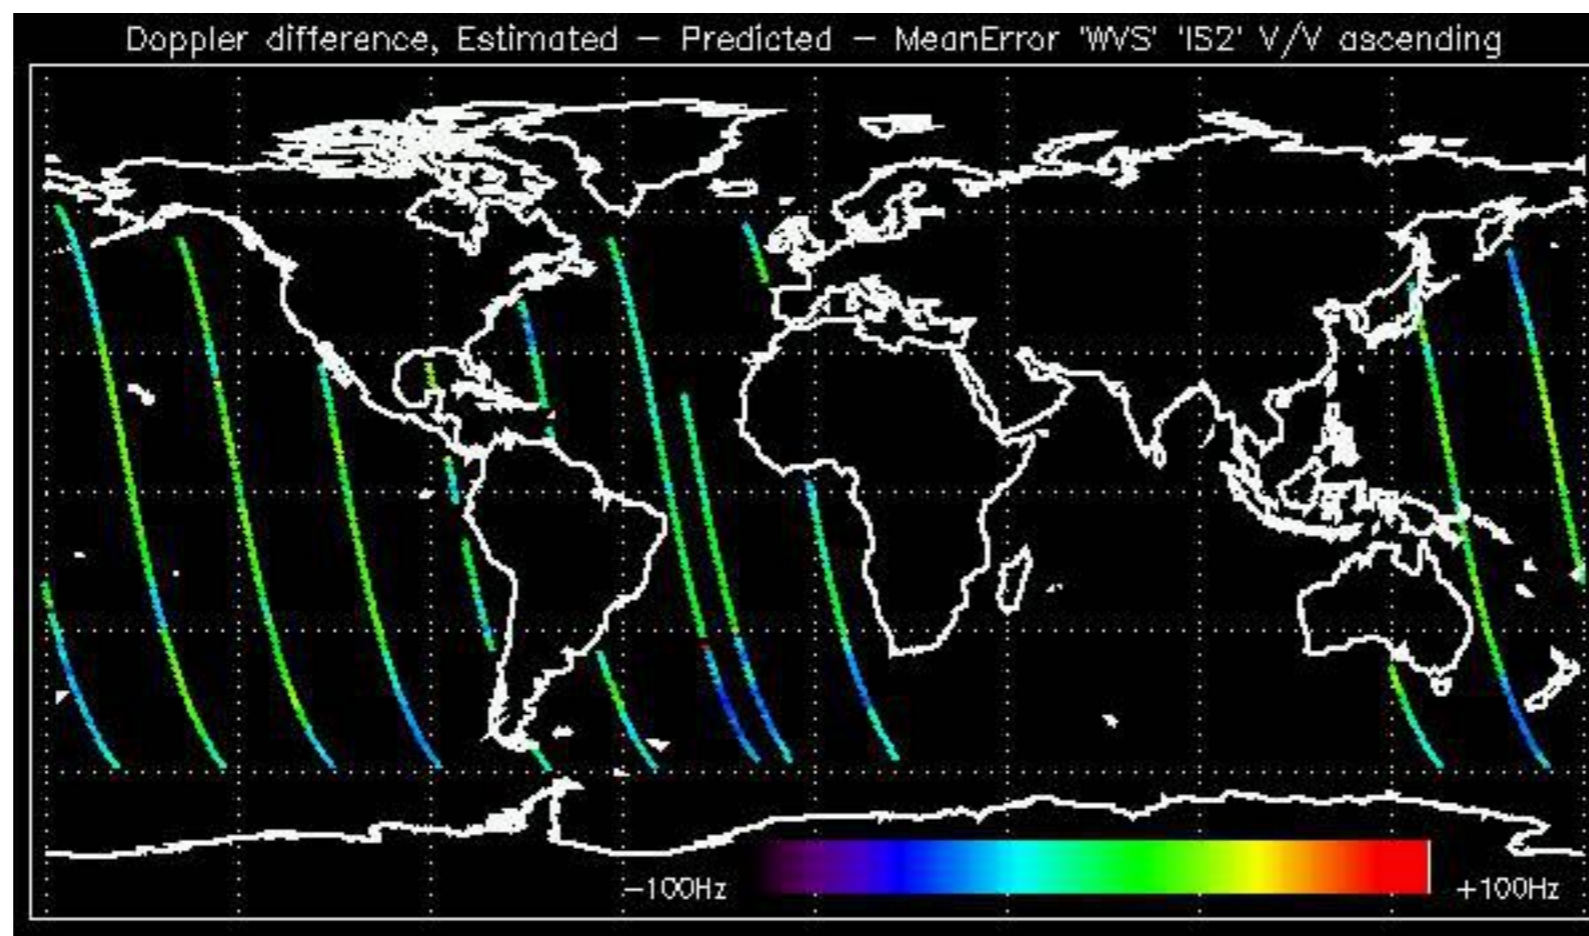 Doppler difference, Estimated – Predicted – MeanError 'WVS' 'IS2' V/V ascending
–100Hz +100Hz